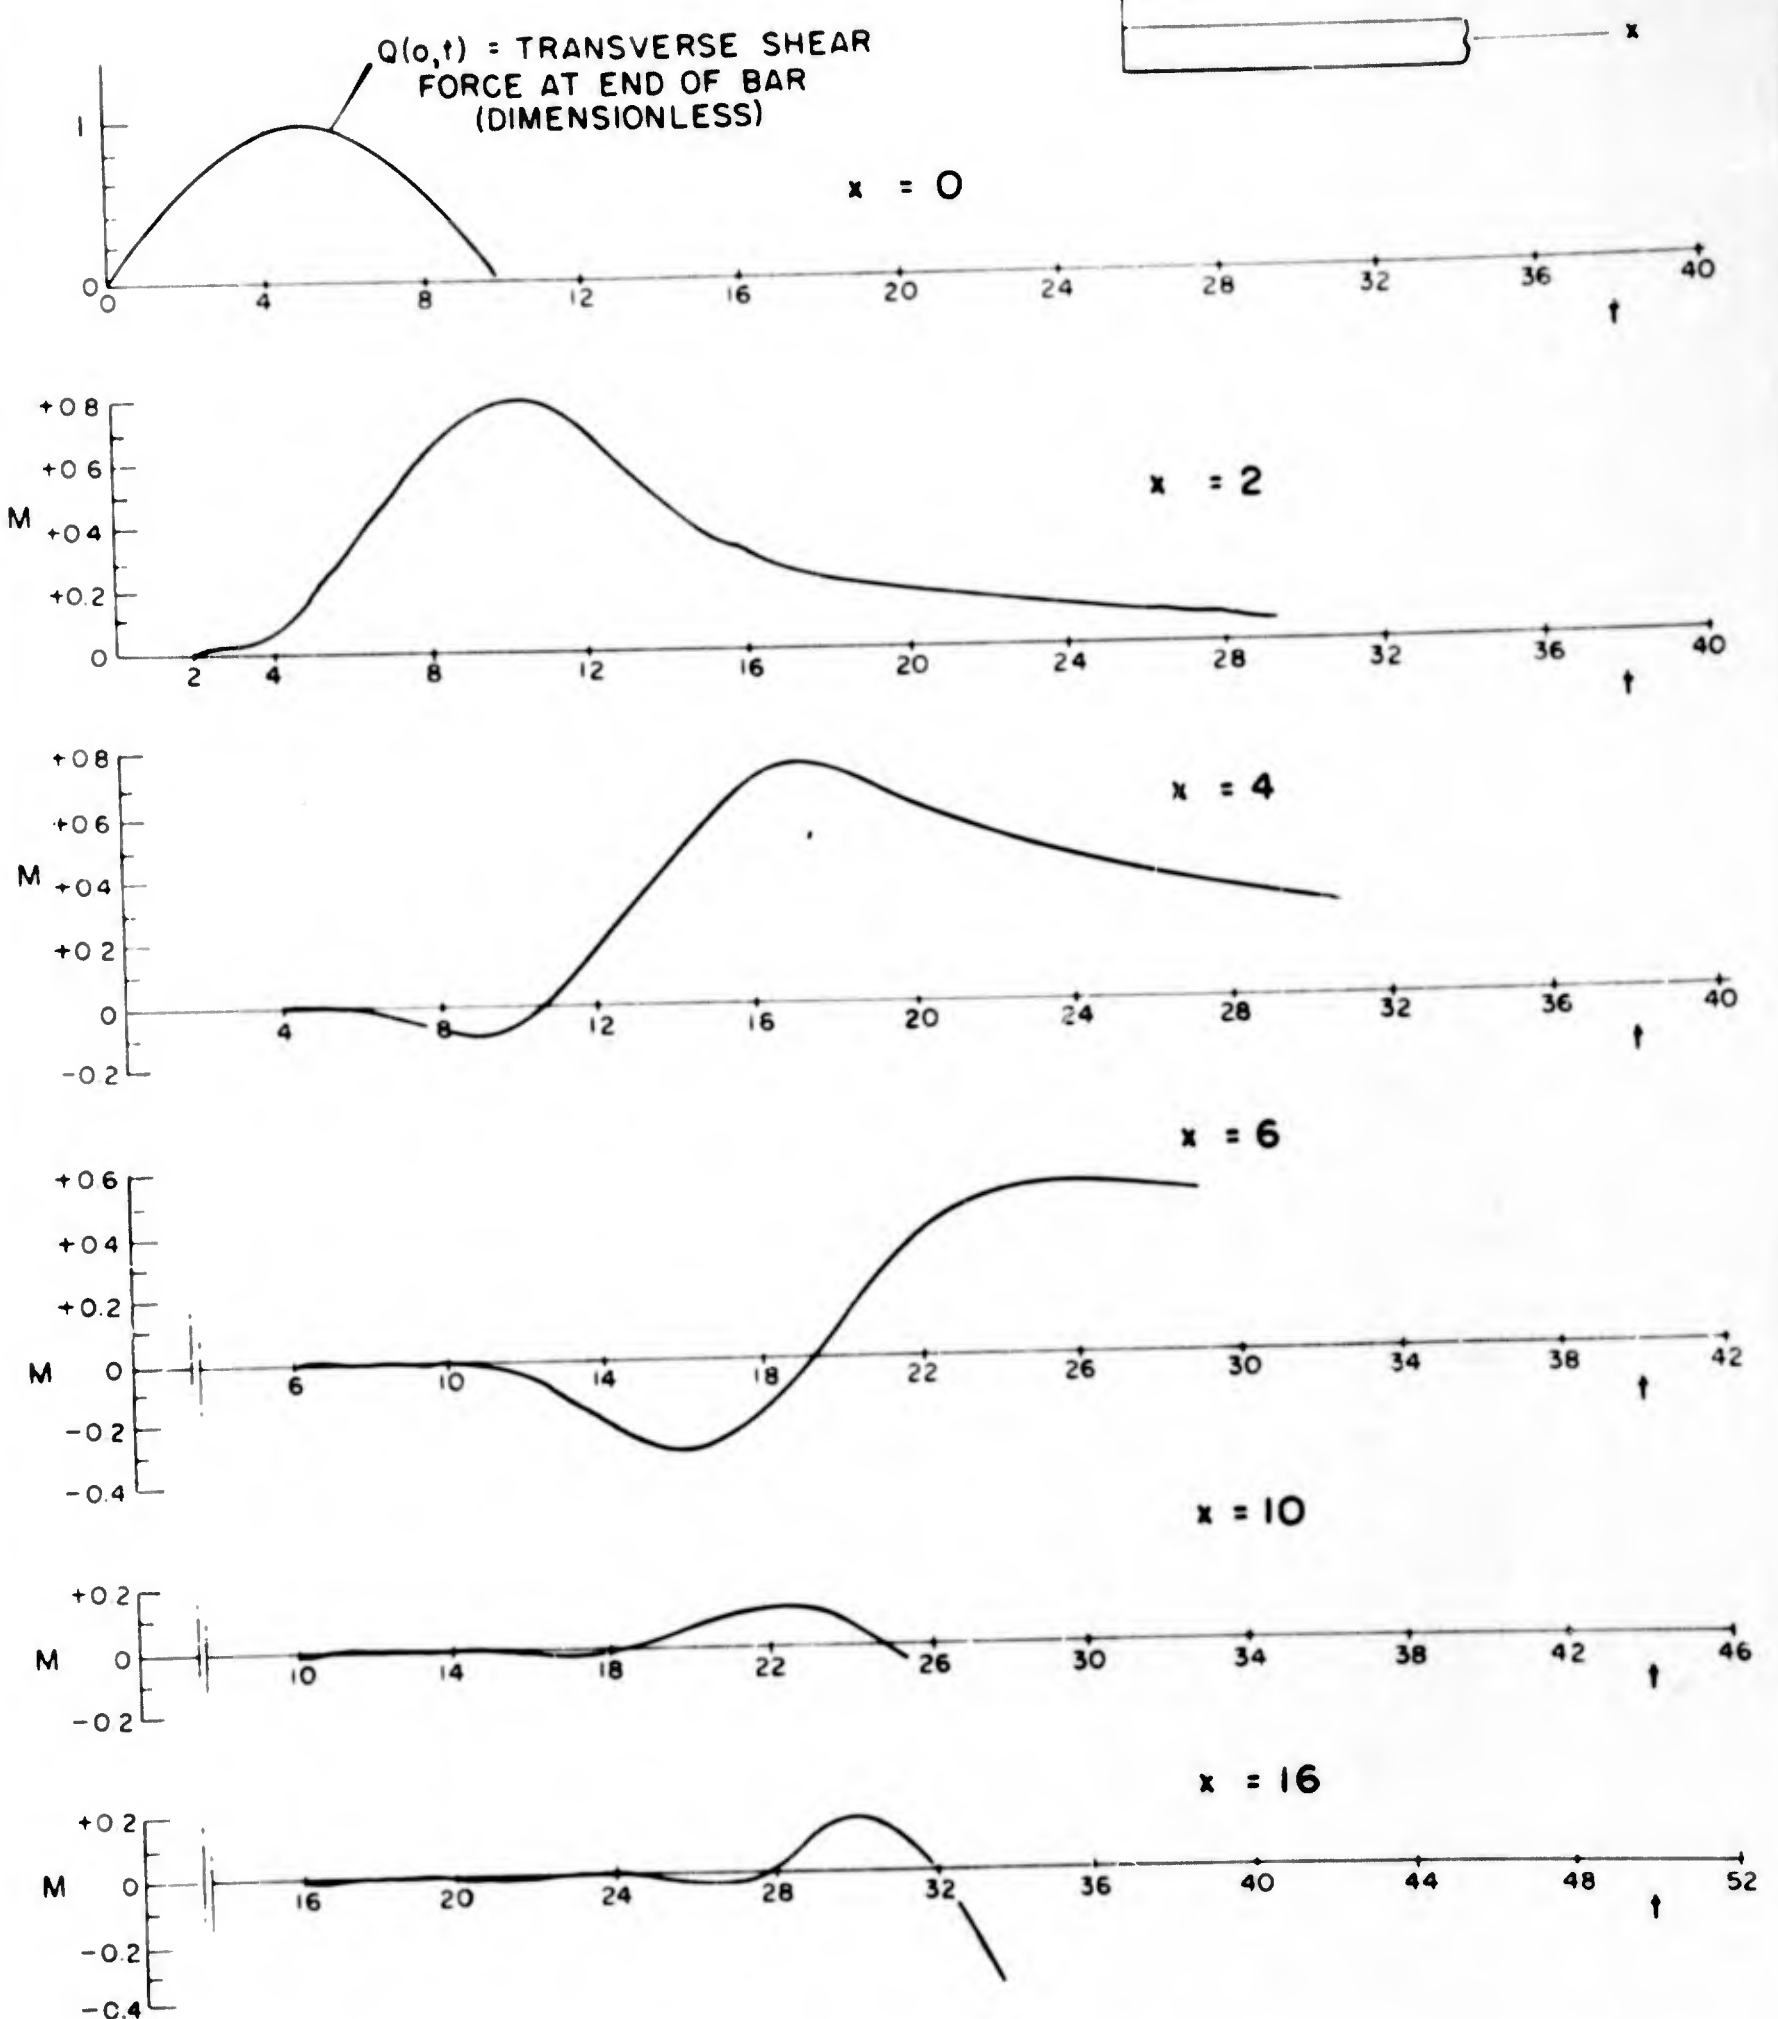 x
Q(o,t) = TRANSVERSE SHEAR
FORCE AT END OF BAR
(DIMENSIONLESS)
1
x = 0
0
0 4 8 12 16 20 24 28 32 36 40
t
+0 8
+0 6
x = 2
M
+0 4
+0.2
0
2 4 8 12 16 20 24 28 32 36 40
t
+0 8
x = 4
+0 6
M
+0 4
+0 2
0
4 8 12 16 20 24 28 32 36 40
t
-0.2
x = 6
+0 6
+0 4
+0.2
M 0
6 10 14 18 22 26 30 34 38 42
t
-0.2
-0.4
x = 10
+0.2
M 0
10 14 18 22 26 30 34 38 42 46
t
-0 2
x = 16
+0.2
M 0
16 20 24 28 32 36 40 44 48 52
t
-0.2
-0.4